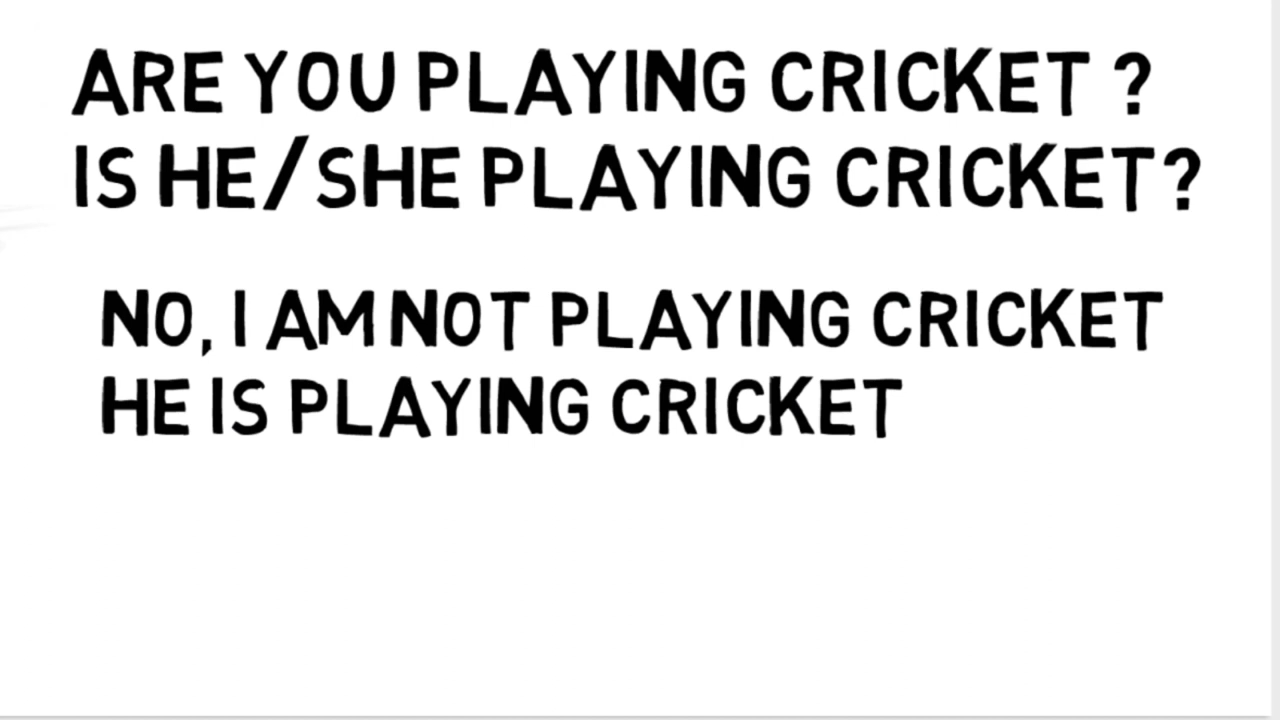 ARE YOU PLAYING CRICKET ?
IS HE/SHE PLAYING CRICKET?
NO, I AM NOT PLAYING CRICKET
HE IS PLAYING CRICKET